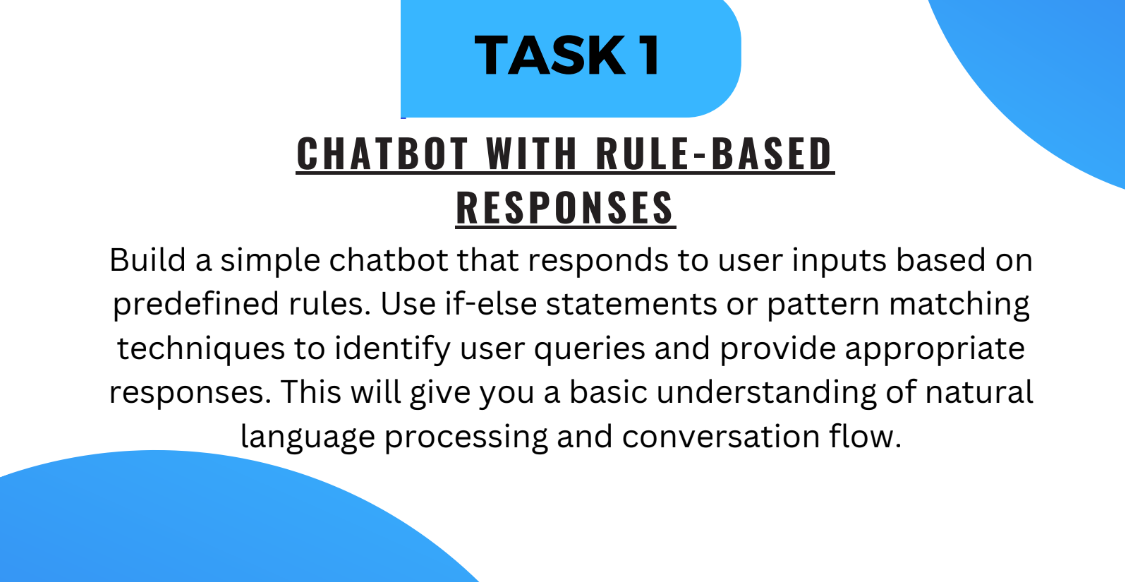 TASK 1
CHATBOT WITH RULE-BASED
RESPONSES
Build a simple chatbot that responds to user inputs based on
predefined rules. Use if-else statements or pattern matching
techniques to identify user queries and provide appropriate
responses. This will give you a basic understanding of natural
language processing and conversation flow.